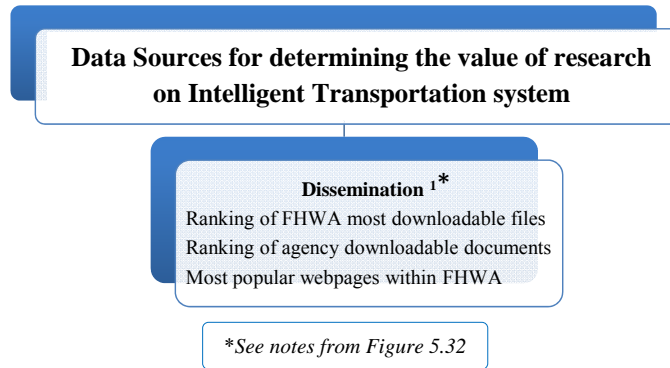 Data Sources for determining the value of research
on Intelligent Transportation system
Dissemination ¹*
Ranking of FHWA most downloadable files
Ranking of agency downloadable documents
Most popular webpages within FHWA
*See notes from Figure 5.32